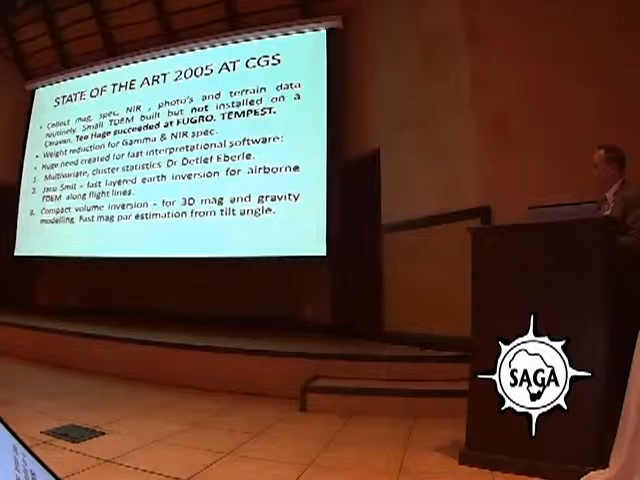 STATE OF THE ART 2005 AT CGS
• Collect mag, spec, NIR , photo's and terrain data
routinely. Small TDEM built but not installed on a
Caravan. Teo Hage succeeded at FUGRO. TEMPEST.
• Weight reduction for Gamma & NIR spec.
• Huge need created for fast interpretational software:
1. Multivariate, cluster statistics Dr Detlef Eberle.
2. Jaco Smit - fast layered earth inversion for airborne
FDEM along flight lines.
3. Compact volume inversion - for 3D mag and gravity
modelling. Fast mag par estimation from tilt angle.
SAGA